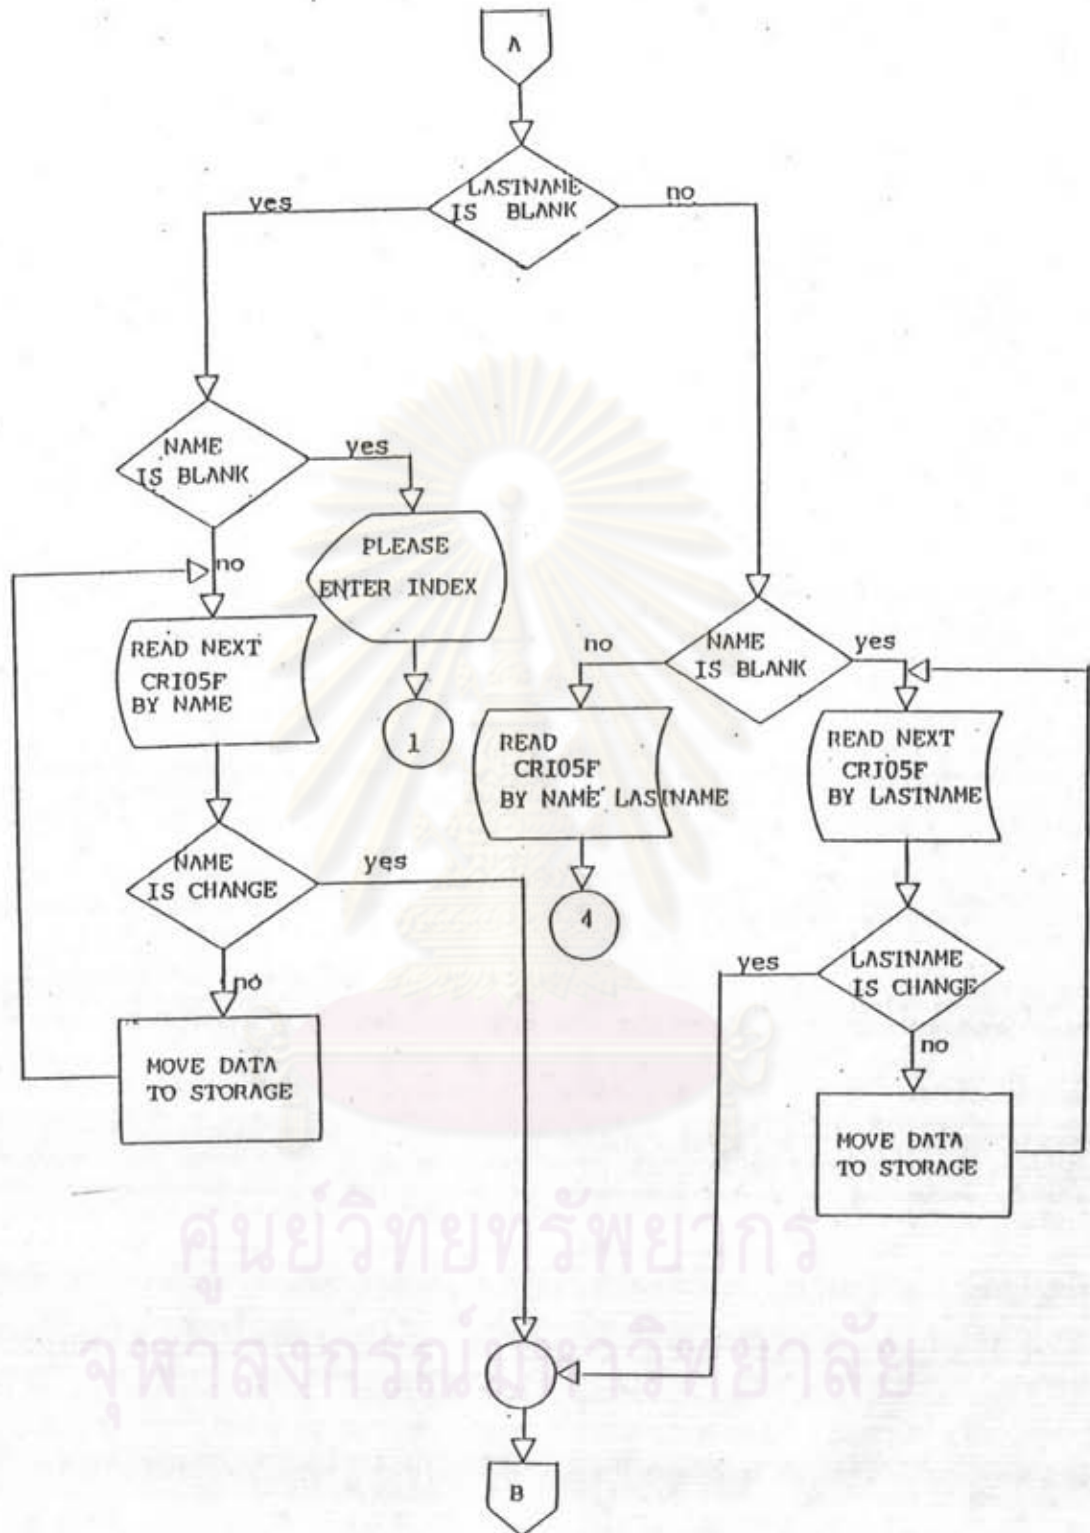 A
LASTNAME
IS BLANK
yes
no
NAME
IS BLANK
yes
no
PLEASE
ENTER INDEX
1
READ NEXT
CRI05F
BY NAME
NAME
IS CHANGE
yes
no
MOVE DATA
TO STORAGE
NAME
IS BLANK
no
yes
READ
CRI05F
BY NAME LASTNAME
4
READ NEXT
CRI05F
BY LASTNAME
LASTNAME
IS CHANGE
yes
no
MOVE DATA
TO STORAGE
ศูนย์วิทยทรัพยากร
จุฬาลงกรณ์มหาวิทยาลัย
B